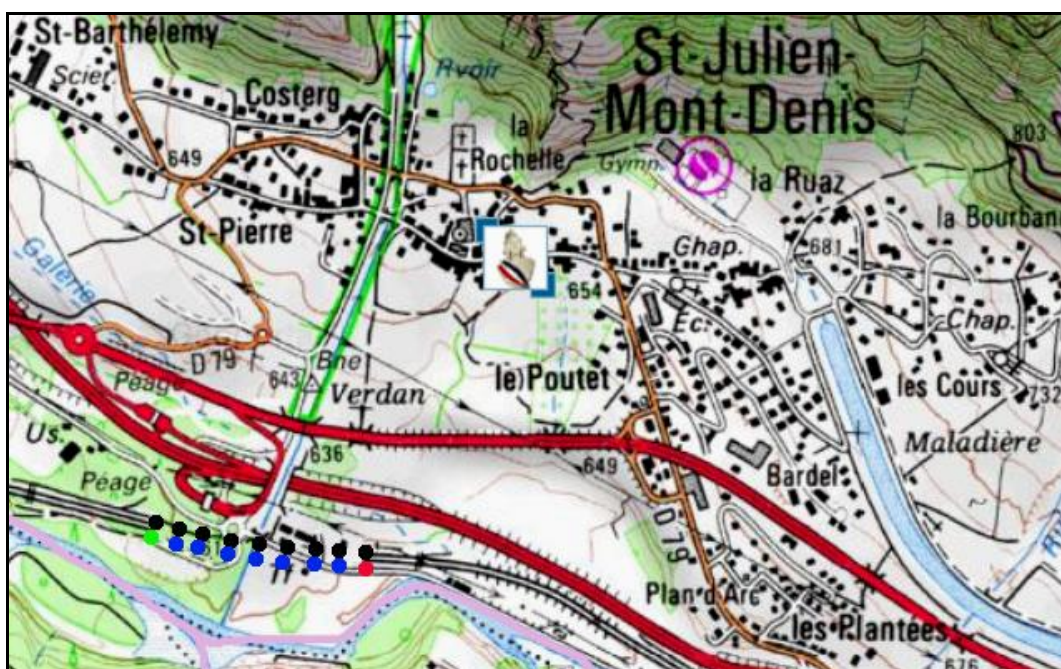 St-Barthélemy
Sciet.
Costerg
Rvoir
St-Julien-
-Mont-Denis
803
la
Rochelle
Gymn.
la Ruaz
649
St-Pierre
Chap.
681
la Bourban
654
Galerie
Ec.
Chap.
D 79
Bne
643
Verdan
le Poutet
les Cours
732
Péage
Us.
636
649
Maladière
Bardel
Péage
D 79
Plan d'Arc
les Plantées